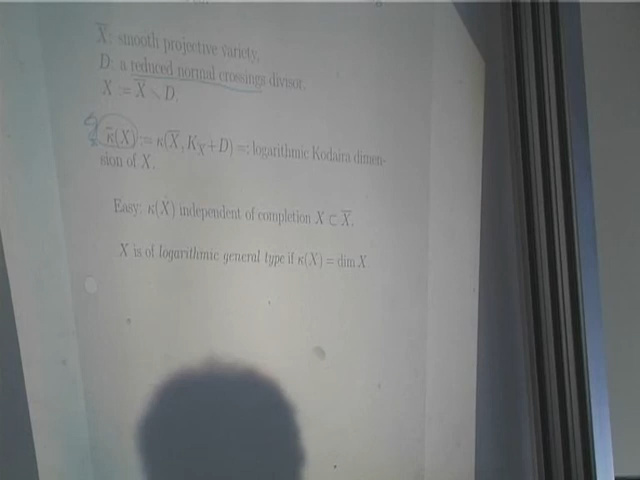 X̅: smooth projective variety,
D: a reduced normal crossings divisor.
X := X̅ ∖ D.
κ̅(X) := κ(X̅, K_X̅+D) =: logarithmic Kodaira dimen-
sion of X.
Easy: κ(X) independent of completion X ⊂ X̅.
X is of logarithmic general type if κ(X) = dim X